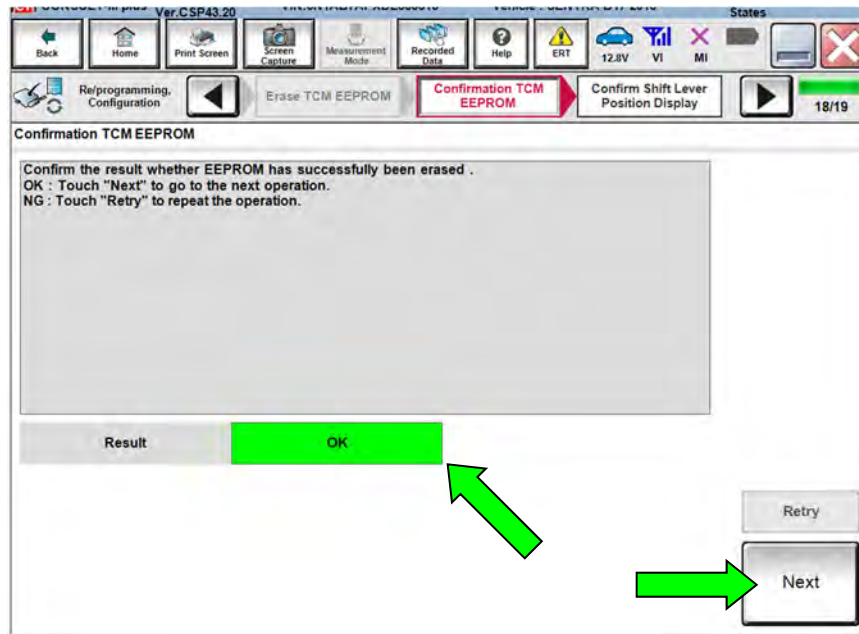 Ver.CSP43.20
States
Back
Home
Print Screen
Screen
Capture
Measurement
Mode
Recorded
Data
Help
ERT
12.8V
VI
MI
Re/programming,
Configuration
Erase TCM EEPROM
Confirmation TCM
EEPROM
Confirm Shift Lever
Position Display
18/19
Confirmation TCM EEPROM
Confirm the result whether EEPROM has successfully been erased .
OK : Touch "Next" to go to the next operation.
NG : Touch "Retry" to repeat the operation.
Result
OK
Retry
Next